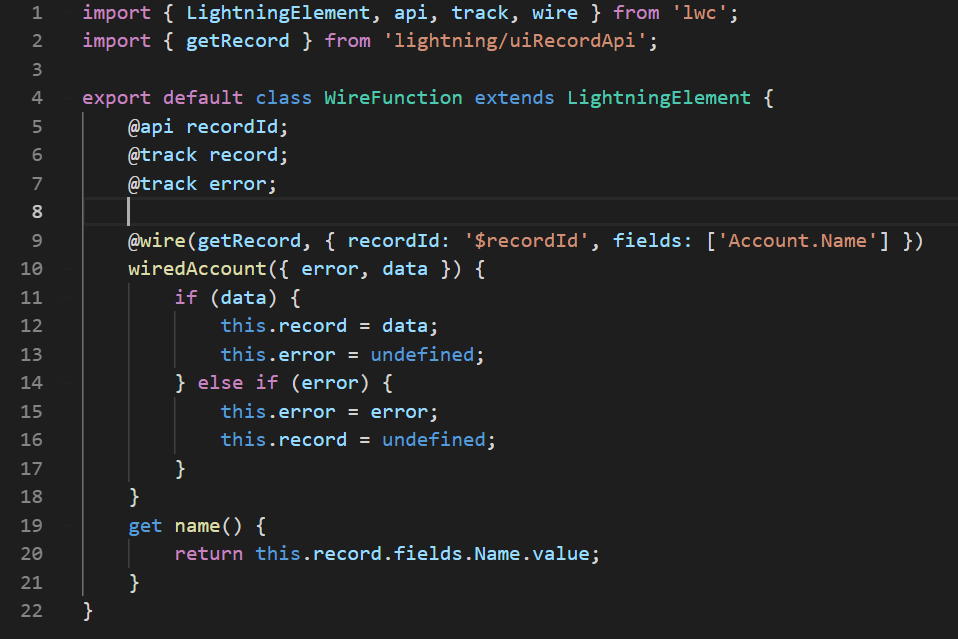 1 import { LightningElement, api, track, wire } from 'lwc';
2 import { getRecord } from 'lightning/uiRecordApi';
3
4 export default class WireFunction extends LightningElement {
5     @api recordId;
6     @track record;
7     @track error;
8
9     @wire(getRecord, { recordId: '$recordId', fields: ['Account.Name'] })
10     wiredAccount({ error, data }) {
11         if (data) {
12             this.record = data;
13             this.error = undefined;
14         } else if (error) {
15             this.error = error;
16             this.record = undefined;
17         }
18     }
19     get name() {
20         return this.record.fields.Name.value;
21     }
22 }